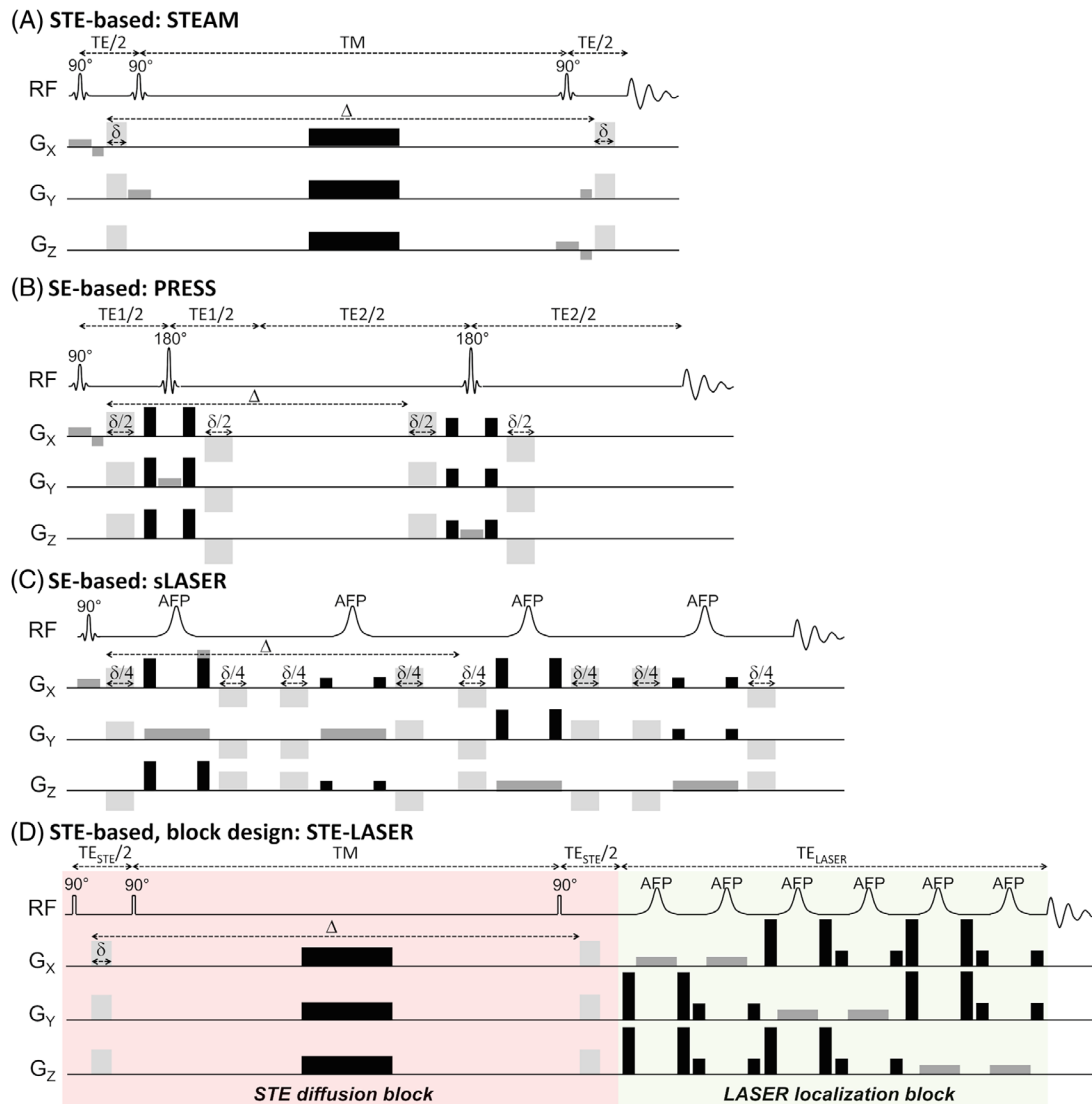 (A) STE-based: STEAM
TE/2 TM TE/2
90° 90° 90°
RF
Δ
δ δ
G_X
G_Y
G_Z
(B) SE-based: PRESS
TE1/2 TE1/2 TE2/2 TE2/2
180° 180°
90°
RF
Δ
δ/2 δ/2 δ/2 δ/2
G_X
G_Y
G_Z
(C) SE-based: sLASER
90° AFP AFP AFP AFP
RF
Δ
δ/4 δ/4 δ/4 δ/4 δ/4 δ/4 δ/4 δ/4
G_X
G_Y
G_Z
(D) STE-based, block design: STE-LASER
TE_STE/2 TM TE_STE/2 TE_LASER
90° 90° 90° AFP AFP AFP AFP AFP AFP
RF
Δ
δ
G_X
G_Y
G_Z
STE diffusion block LASER localization block